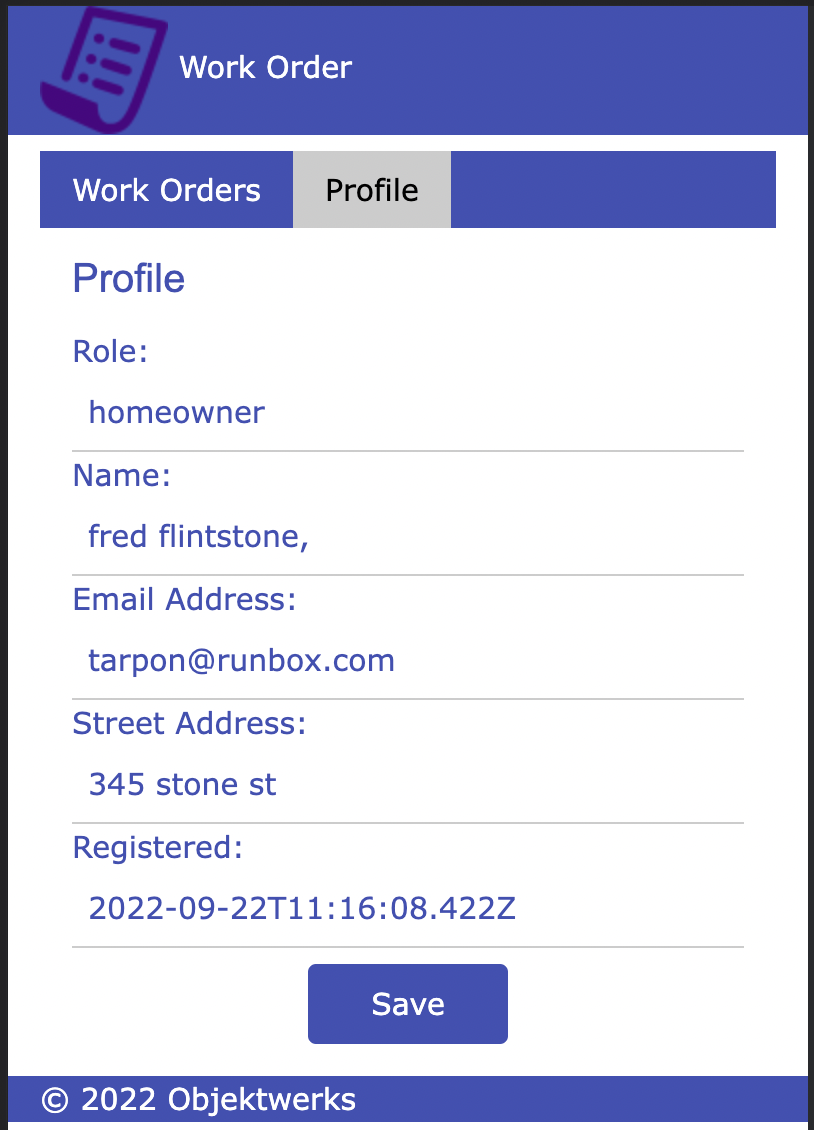 Work Order
Work Orders Profile
Profile
Role:
homeowner
Name:
fred flintstone,
Email Address:
tarpon@runbox.com
Street Address:
345 stone st
Registered:
2022-09-22T11:16:08.422Z
Save
© 2022 Objektwerks